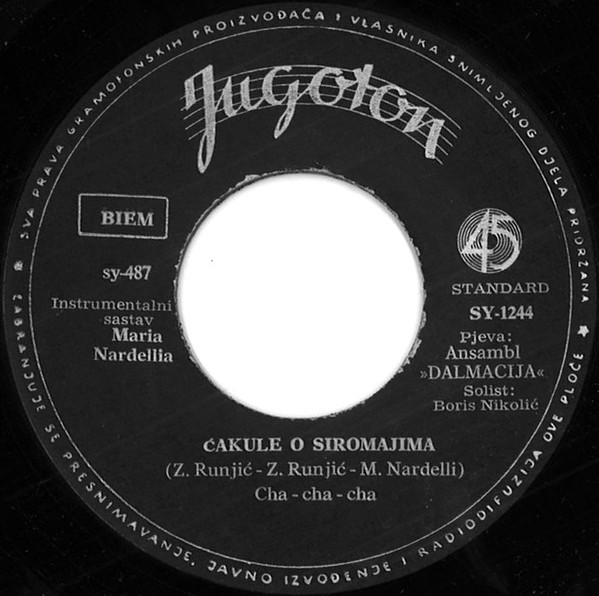 SVA PRAVA GRAMOFONSKIH PROIZVOĐAČA I VLASNIKA SNIMLJENOG DJELA PRIDRŽANA ★ ZABRANJUJE SE PRESNIMAVANJE, JAVNO IZVOĐENJE I RADIODIFUZIJA OVE PLOČE ★
Jugoton
BIEM
sy-487
Instrumentalni
sastav
Maria
Nardellia
45
STANDARD
SY-1244
Pjeva:
Ansambl
»DALMACIJA«
Solist:
Boris Nikolić
ĆAKULE O SIROMAJIMA
(Z. Runjić - Z. Runjić - M. Nardelli)
Cha - cha - cha